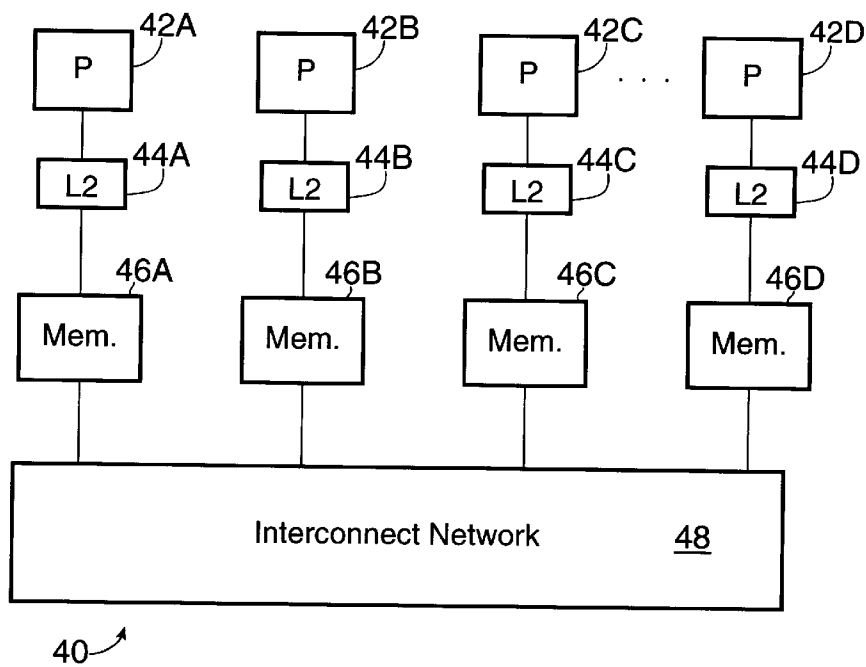 42A 42B 42C 42D
P P P . . . P
44A 44B 44C 44D
L2 L2 L2 L2
46A 46B 46C 46D
Mem. Mem. Mem. Mem.
Interconnect Network 48
40